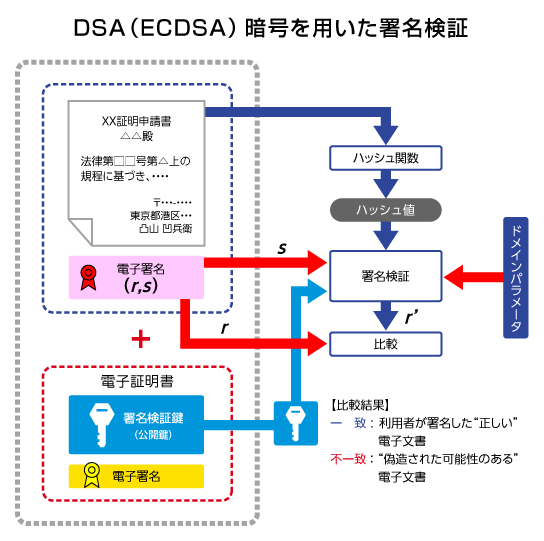 DSA（ECDSA）暗号を用いた署名検証
XX証明申請書
△△殿
法律第□□号第△上の
規程に基づき、････
〒･･･-････
東京都港区･･･
凸山 凹兵衛
電子署名
(r,s)
+
電子証明書
署名検証鍵
(公開鍵)
電子署名
ハッシュ関数
ハッシュ値
s
署名検証
ドメインパラメータ
r
r’
比較
【比較結果】
一　致：利用者が署名した“正しい”
電子文書
不一致：“偽造された可能性のある”
電子文書